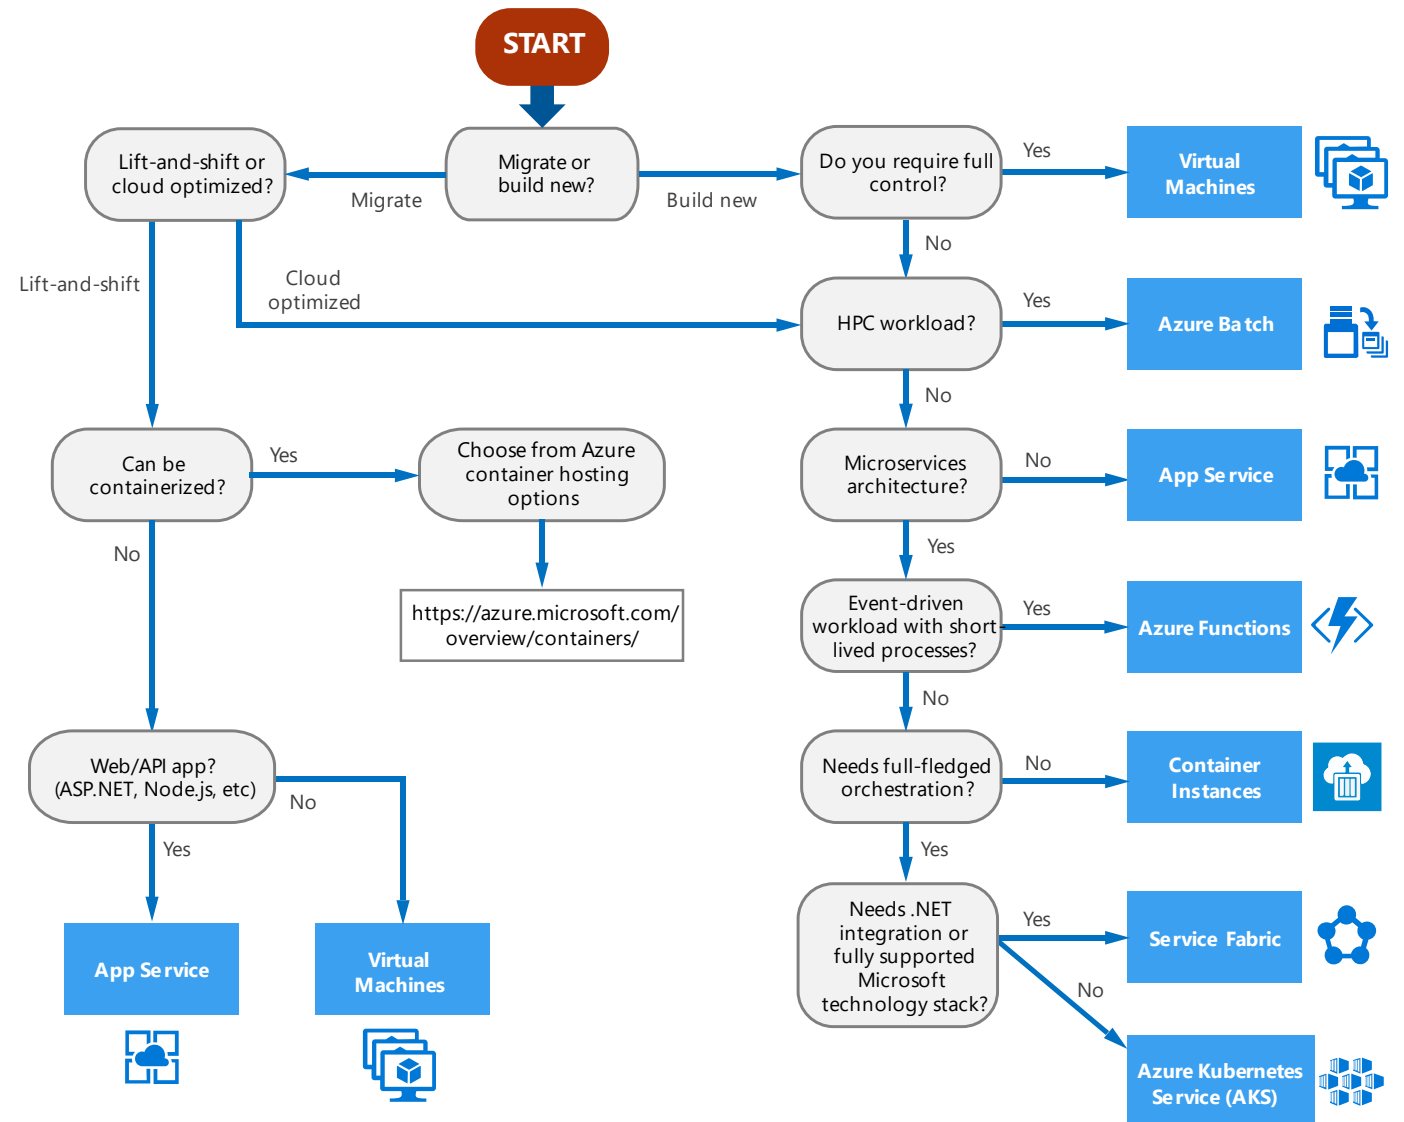 START
Lift-and-shift or
cloud optimized?
Migrate or
build new?
Do you require full
control?
Yes
Virtual
Machines
Migrate
Build new
No
Lift-and-shift
Cloud
optimized
HPC workload?
Yes
Azure Batch
No
Can be
containerized?
Yes
Choose from Azure
container hosting
options
Microservices
architecture?
No
App Service
No
Yes
https://azure.microsoft.com/
overview/containers/
Event-driven
workload with short-
lived processes?
Yes
Azure Functions
No
Web/API app?
(ASP.NET, Node.js, etc)
No
Needs full-fledged
orchestration?
No
Container
Instances
Yes
Yes
App Service
Virtual
Machines
Needs .NET
integration or
fully supported
Microsoft
technology stack?
Yes
Service Fabric
No
Azure Kubernetes
Service (AKS)